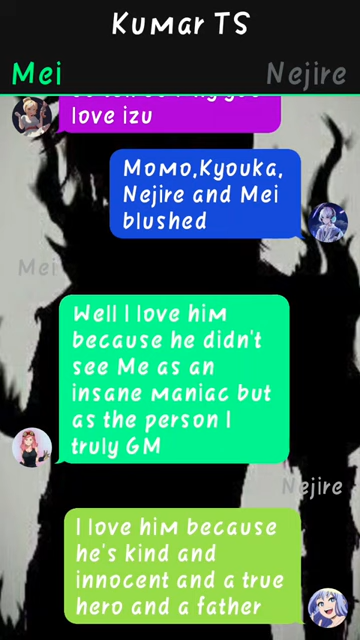 Kumar TS
Mei
Nejire
love izu
Momo,Kyouka,
Nejire and Mei
blushed
Mei
Well I love him
because he didn't
see Me as an
insane maniac but
as the person I
truly GM
Nejire
I love him because
he's kind and
innocent and a true
hero and a father